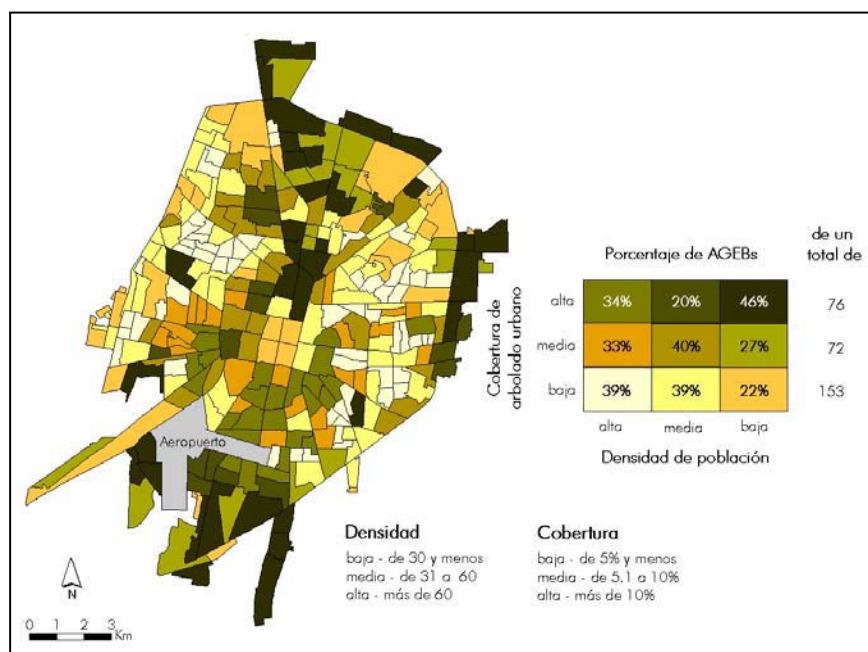 Aeropuerto
N
0 1 2 3
Km
Porcentaje de AGEBs
de un
total de
Cobertura de
arbolado urbano
alta 34% 20% 46% 76
media 33% 40% 27% 72
baja 39% 39% 22% 153
alta media baja
Densidad de población
Densidad
baja - de 30 y menos
media - de 31 a 60
alta - más de 60
Cobertura
baja - de 5% y menos
media - de 5.1 a 10%
alta - más de 10%